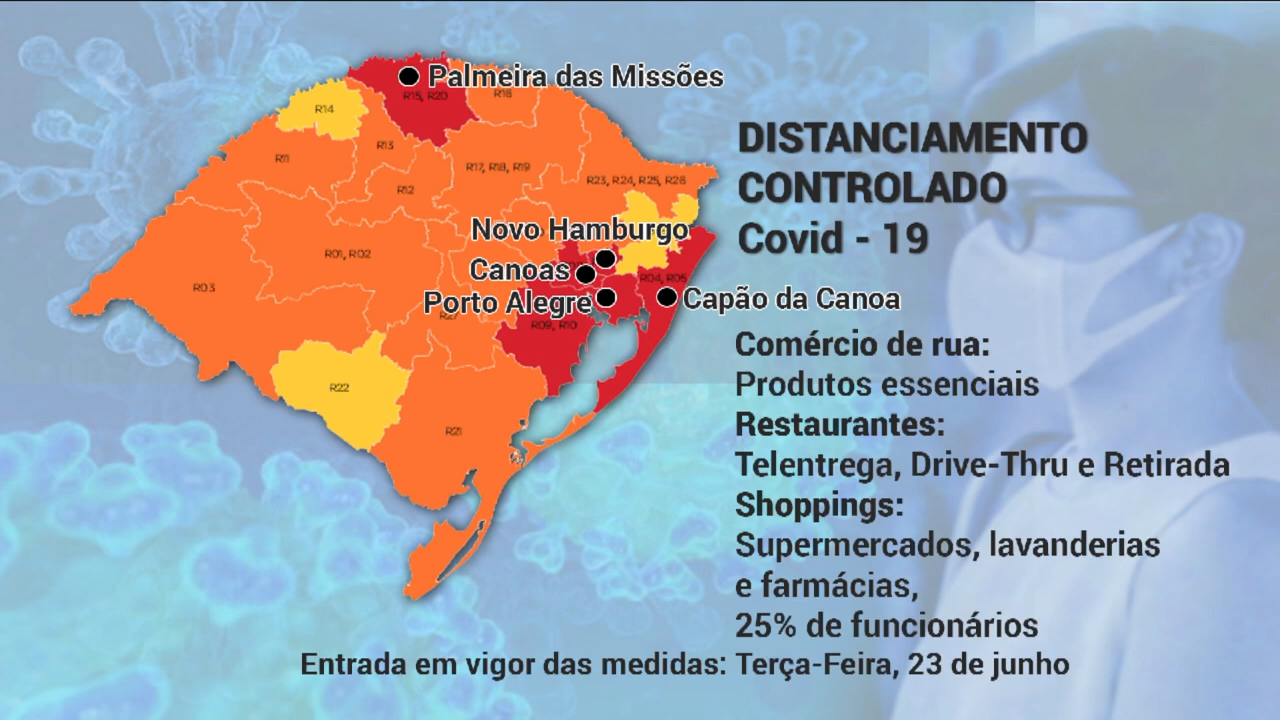 Palmeira das Missões
R15, R20
R14
R13
R11
R17, R18, R19
R12
R23, R24, R25, R26
Novo Hamburgo
R01, R02
Canoas
R04, R05
R03
Porto Alegre
Capão da Canoa
R09, R10
R22
R21
DISTANCIAMENTO
CONTROLADO
Covid - 19
Comércio de rua:
Produtos essenciais
Restaurantes:
Telentrega, Drive-Thru e Retirada
Shoppings:
Supermercados, lavanderias
e farmácias,
25% de funcionários
Entrada em vigor das medidas: Terça-Feira, 23 de junho